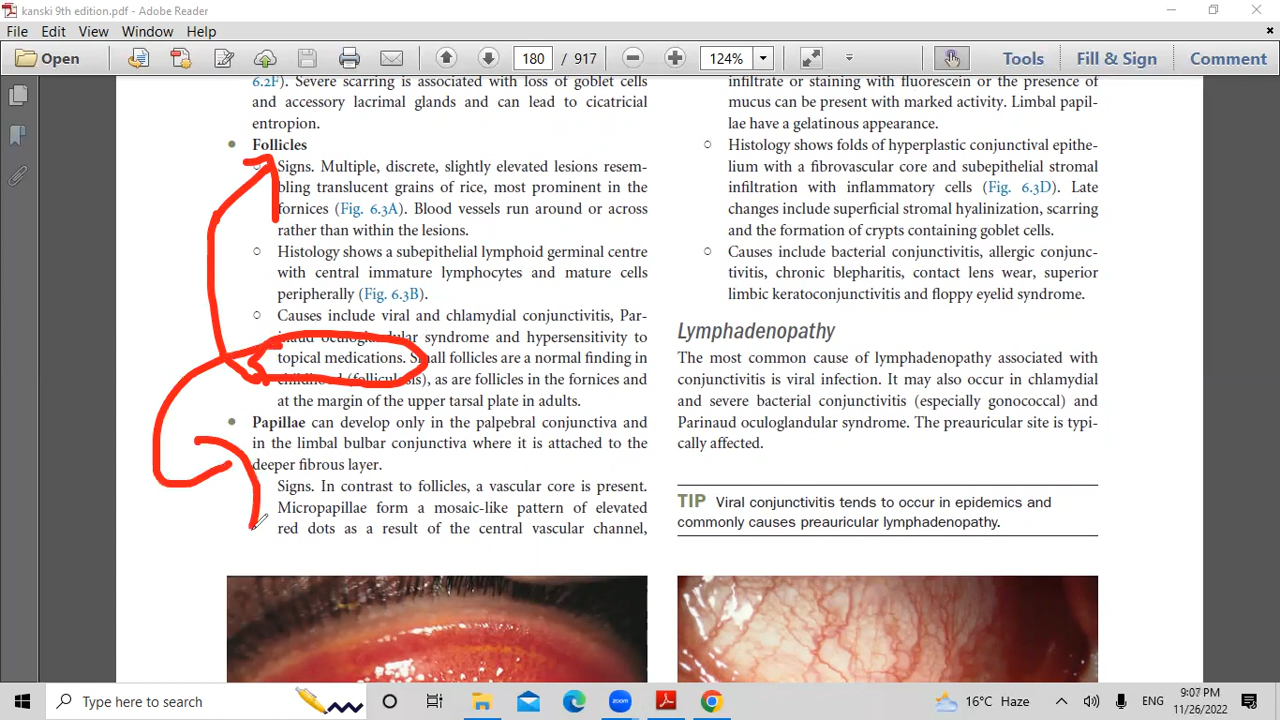 kanski 9th edition.pdf - Adobe Reader
File Edit View Window Help
Open 180 / 917 124% Tools Fill & Sign Comment
6.2F). Severe scarring is associated with loss of goblet cells
and accessory lacrimal glands and can lead to cicatricial
entropion.
• Follicles
○ Signs. Multiple, discrete, slightly elevated lesions resem-
bling translucent grains of rice, most prominent in the
fornices (Fig. 6.3A). Blood vessels run around or across
rather than within the lesions.
○ Histology shows a subepithelial lymphoid germinal centre
with central immature lymphocytes and mature cells
peripherally (Fig. 6.3B).
○ Causes include viral and chlamydial conjunctivitis, Par-
inaud oculoglandular syndrome and hypersensitivity to
topical medications. Small follicles are a normal finding in
childhood (folliculosis), as are follicles in the fornices and
at the margin of the upper tarsal plate in adults.
• Papillae can develop only in the palpebral conjunctiva and
in the limbal bulbar conjunctiva where it is attached to the
deeper fibrous layer.
Signs. In contrast to follicles, a vascular core is present.
Micropapillae form a mosaic-like pattern of elevated
red dots as a result of the central vascular channel,
infiltrate or staining with fluorescein or the presence of
mucus can be present with marked activity. Limbal papil-
lae have a gelatinous appearance.
○ Histology shows folds of hyperplastic conjunctival epithe-
lium with a fibrovascular core and subepithelial stromal
infiltration with inflammatory cells (Fig. 6.3D). Late
changes include superficial stromal hyalinization, scarring
and the formation of crypts containing goblet cells.
○ Causes include bacterial conjunctivitis, allergic conjunc-
tivitis, chronic blepharitis, contact lens wear, superior
limbic keratoconjunctivitis and floppy eyelid syndrome.
Lymphadenopathy
The most common cause of lymphadenopathy associated with
conjunctivitis is viral infection. It may also occur in chlamydial
and severe bacterial conjunctivitis (especially gonococcal) and
Parinaud oculoglandular syndrome. The preauricular site is typi-
cally affected.
TIP Viral conjunctivitis tends to occur in epidemics and
commonly causes preauricular lymphadenopathy.
Type here to search
zoom
16°C Haze
ENG
9:07 PM
11/26/2022